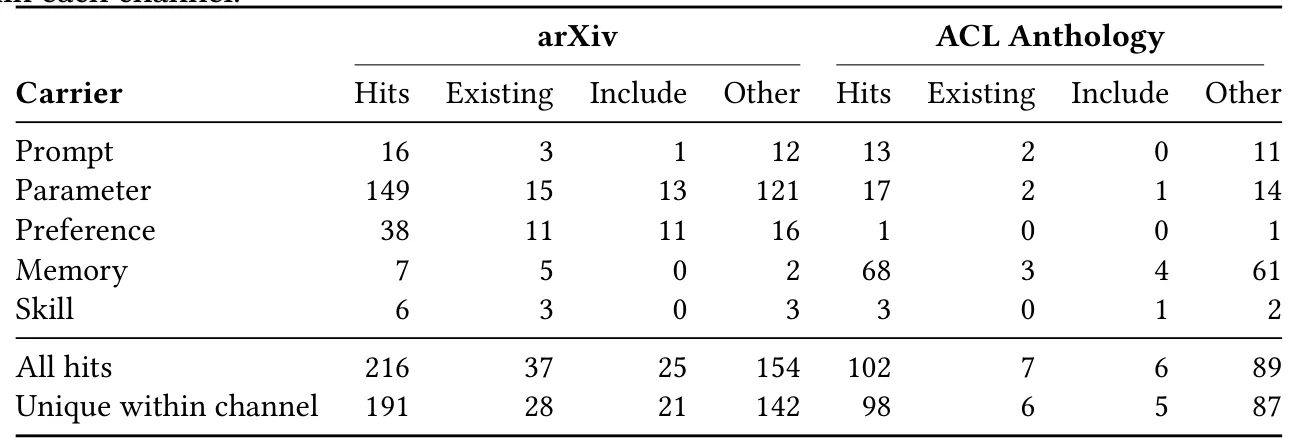 in each channel.
arXiv ACL Anthology
Carrier Hits Existing Include Other Hits Existing Include Other
Prompt 16 3 1 12 13 2 0 11
Parameter 149 15 13 121 17 2 1 14
Preference 38 11 11 16 1 0 0 1
Memory 7 5 0 2 68 3 4 61
Skill 6 3 0 3 3 0 1 2
All hits 216 37 25 154 102 7 6 89
Unique within channel 191 28 21 142 98 6 5 87